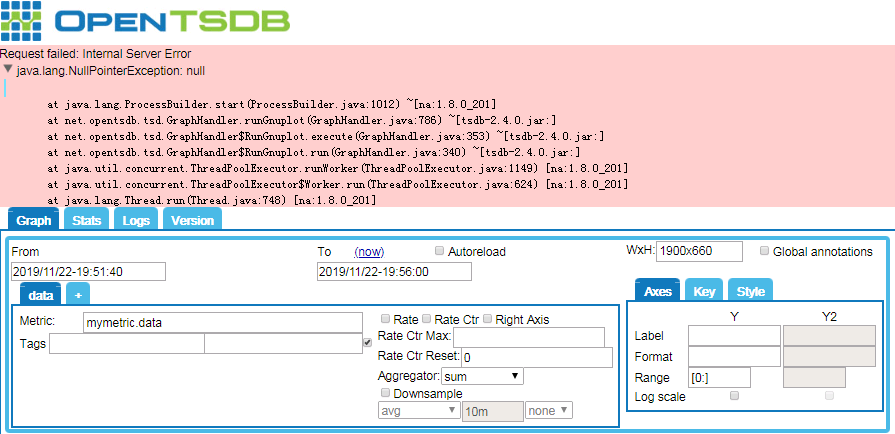 OPENTSDB
Request failed: Internal Server Error
java.lang.NullPointerException: null
at java.lang.ProcessBuilder.start(ProcessBuilder.java:1012) ~[na:1.8.0_201]
at net.opentsdb.tsd.GraphHandler.runGnuplot(GraphHandler.java:786) ~[tsdb-2.4.0.jar:]
at net.opentsdb.tsd.GraphHandler$RunGnuplot.execute(GraphHandler.java:353) ~[tsdb-2.4.0.jar:]
at net.opentsdb.tsd.GraphHandler$RunGnuplot.run(GraphHandler.java:340) ~[tsdb-2.4.0.jar:]
at java.util.concurrent.ThreadPoolExecutor.runWorker(ThreadPoolExecutor.java:1149) [na:1.8.0_201]
at java.util.concurrent.ThreadPoolExecutor$Worker.run(ThreadPoolExecutor.java:624) [na:1.8.0_201]
at java.lang.Thread.run(Thread.java:748) [na:1.8.0_201]
Graph Stats Logs Version
From To (now) Autoreload WxH: 1900x660 Global annotations
2019/11/22-19:51:40 2019/11/22-19:56:00
data + Axes Key Style
Metric: mymetric.data Rate Rate Ctr Right Axis Y Y2
Tags Rate Ctr Max: Label
Rate Ctr Reset: 0 Format
Aggregator: sum Range [0:]
Downsample Log scale
avg 10m none